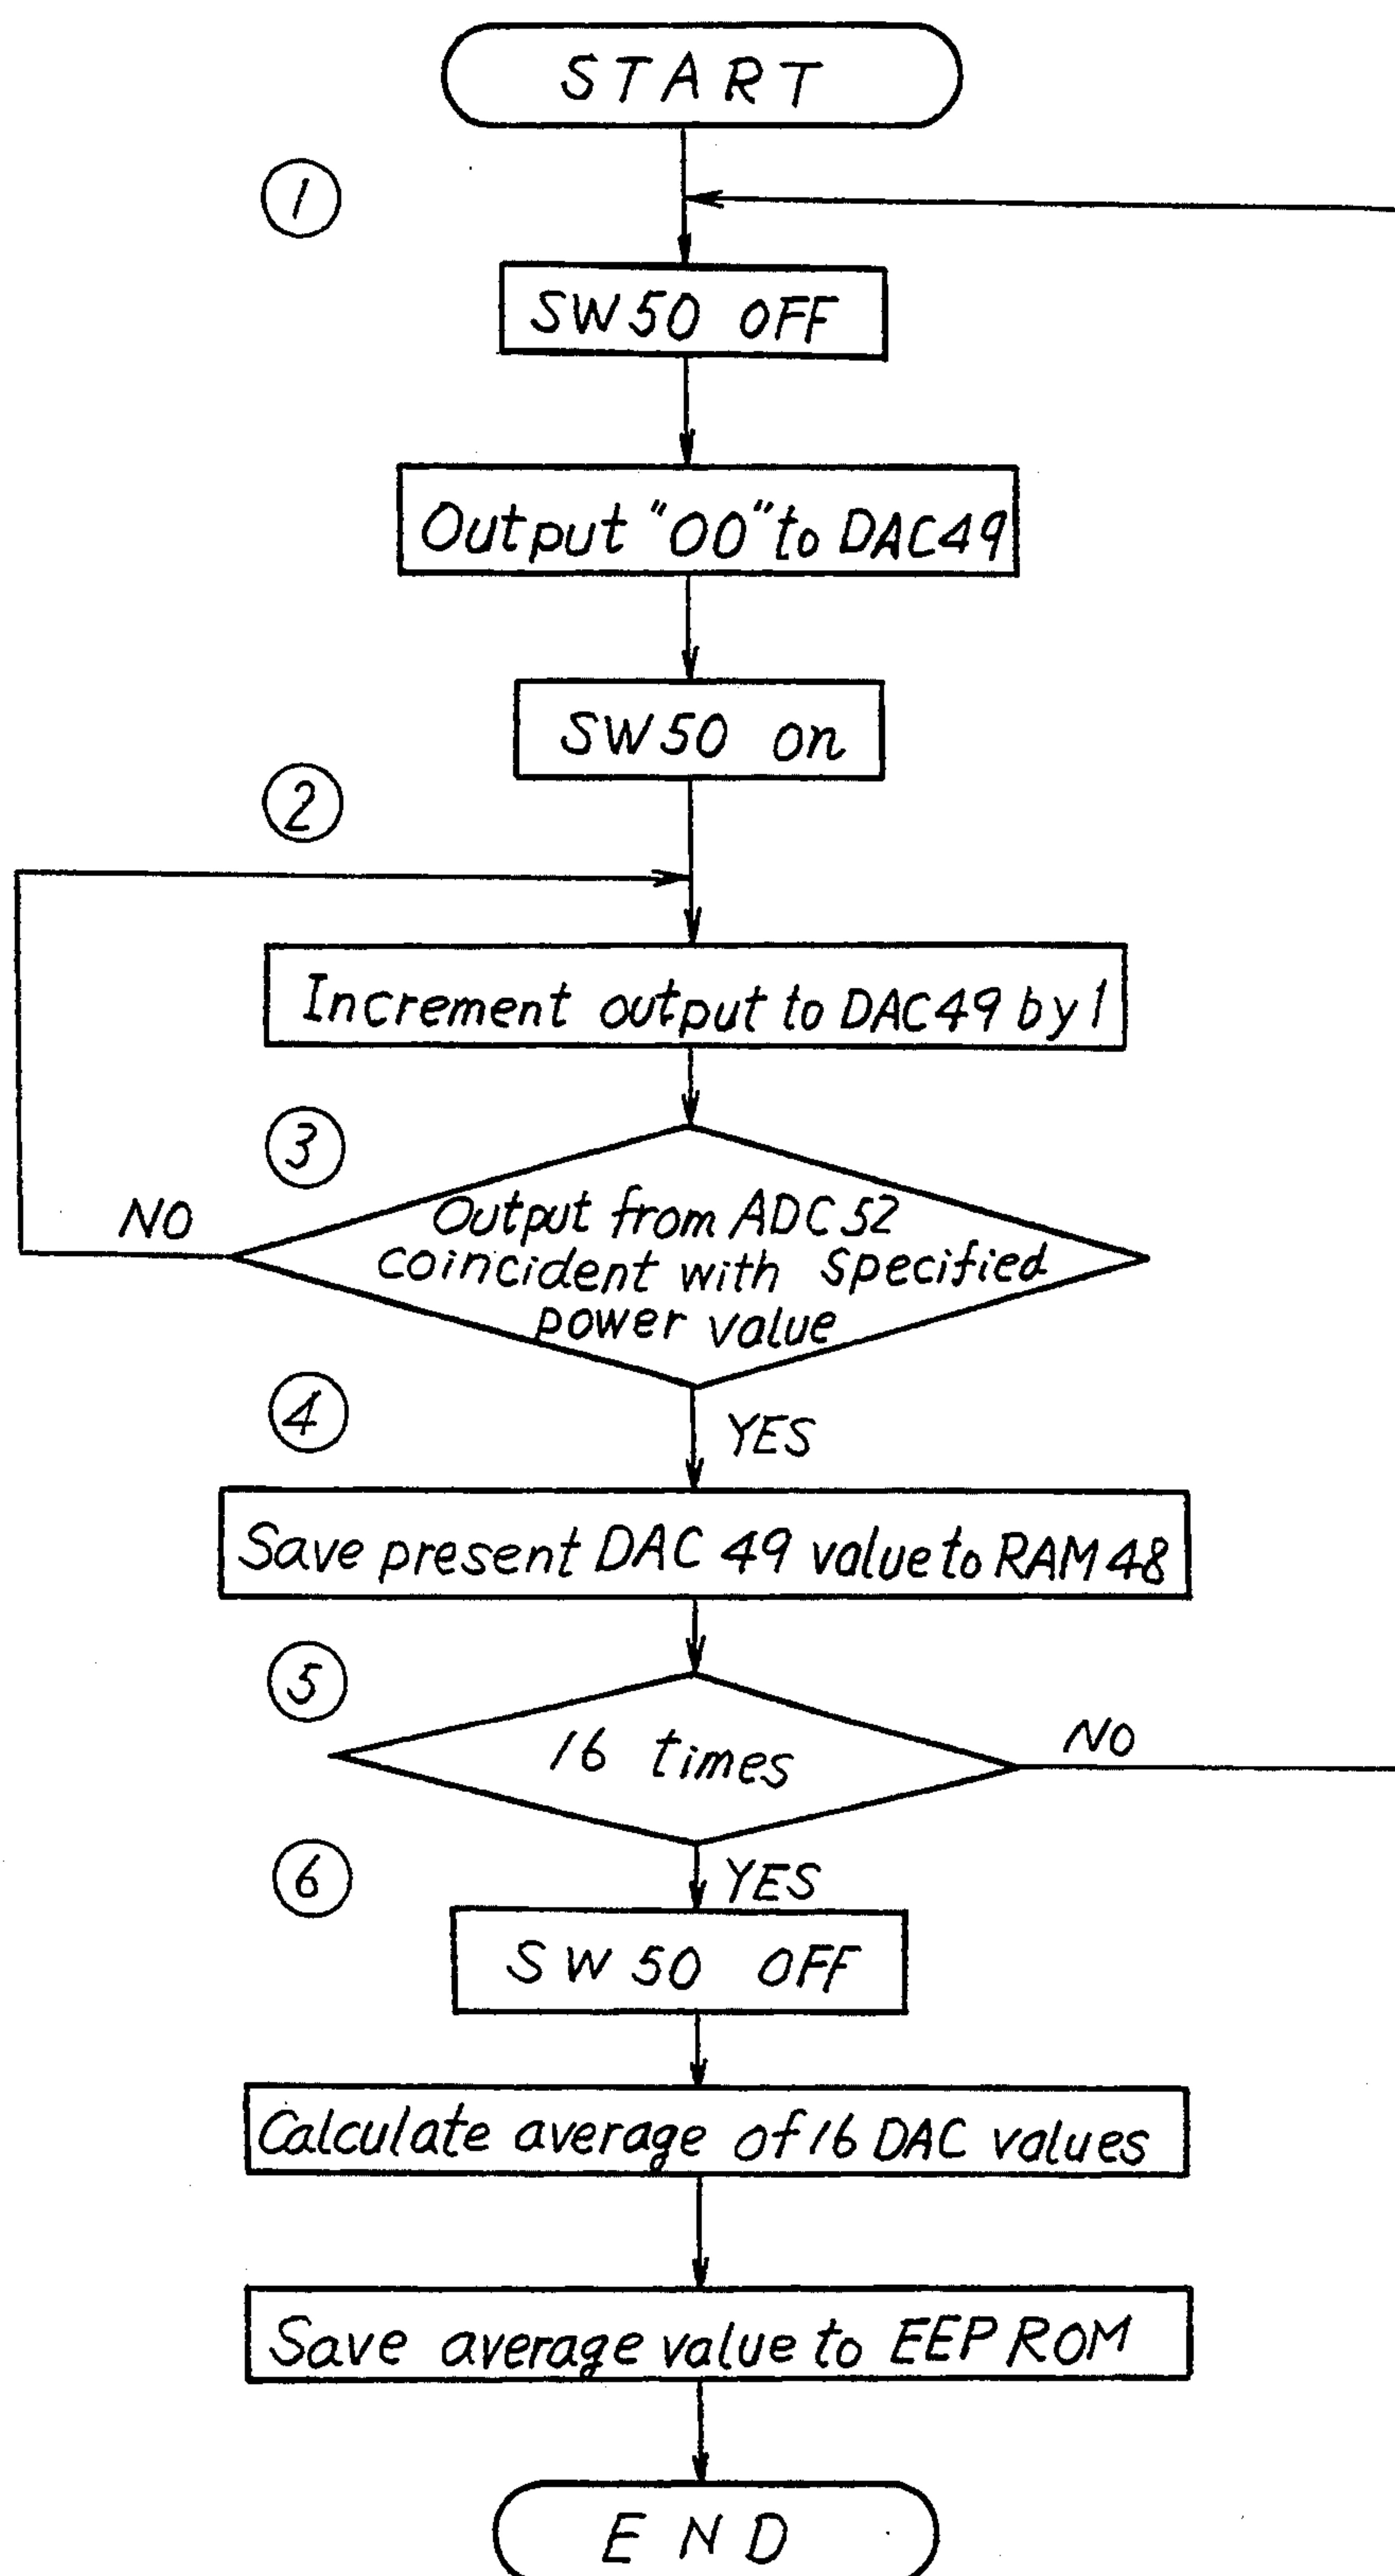 START
①
SW50 OFF
Output "00" to DAC49
SW50 on
②
Increment output to DAC49 by 1
③
NO
Output from ADC52
coincident with Specified
power value
④
YES
Save present DAC 49 value to RAM 48
⑤
16 times
NO
⑥
YES
SW 50 OFF
Calculate average of 16 DAC values
Save average value to EEP ROM
END